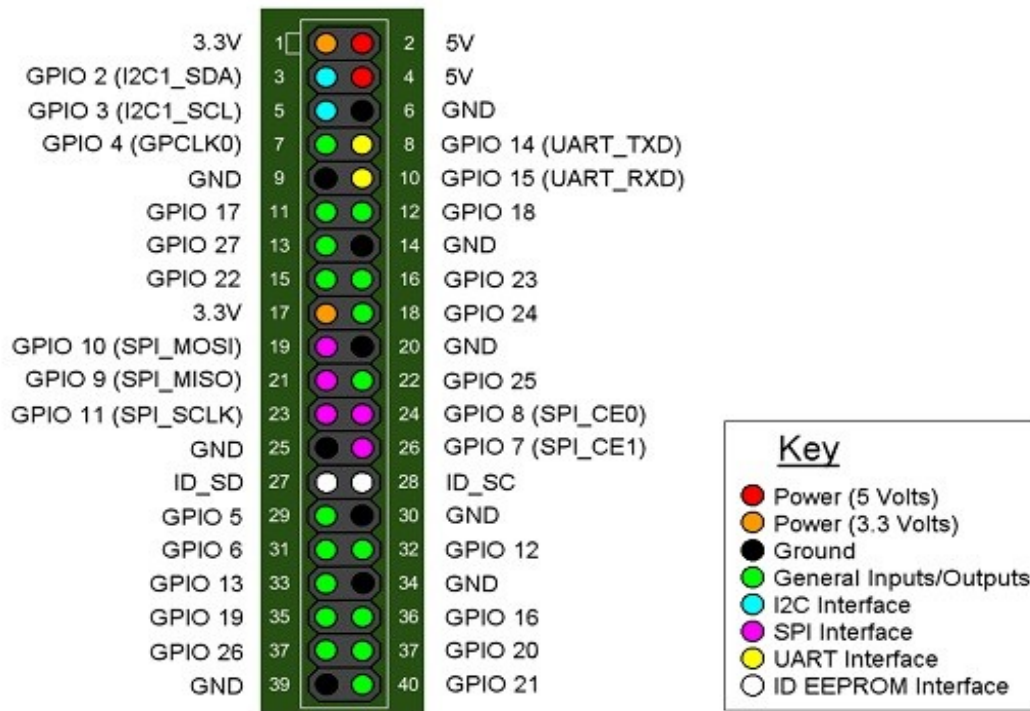 3.3V 1 2 5V
GPIO 2 (I2C1_SDA) 3 4 5V
GPIO 3 (I2C1_SCL) 5 6 GND
GPIO 4 (GPCLK0) 7 8 GPIO 14 (UART_TXD)
GND 9 10 GPIO 15 (UART_RXD)
GPIO 17 11 12 GPIO 18
GPIO 27 13 14 GND
GPIO 22 15 16 GPIO 23
3.3V 17 18 GPIO 24
GPIO 10 (SPI_MOSI) 19 20 GND
GPIO 9 (SPI_MISO) 21 22 GPIO 25
GPIO 11 (SPI_SCLK) 23 24 GPIO 8 (SPI_CE0)
GND 25 26 GPIO 7 (SPI_CE1)
ID_SD 27 28 ID_SC
GPIO 5 29 30 GND
GPIO 6 31 32 GPIO 12
GPIO 13 33 34 GND
GPIO 19 35 36 GPIO 16
GPIO 26 37 37 GPIO 20
GND 39 40 GPIO 21
Key
Power (5 Volts)
Power (3.3 Volts)
Ground
General Inputs/Outputs
I2C Interface
SPI Interface
UART Interface
ID EEPROM Interface